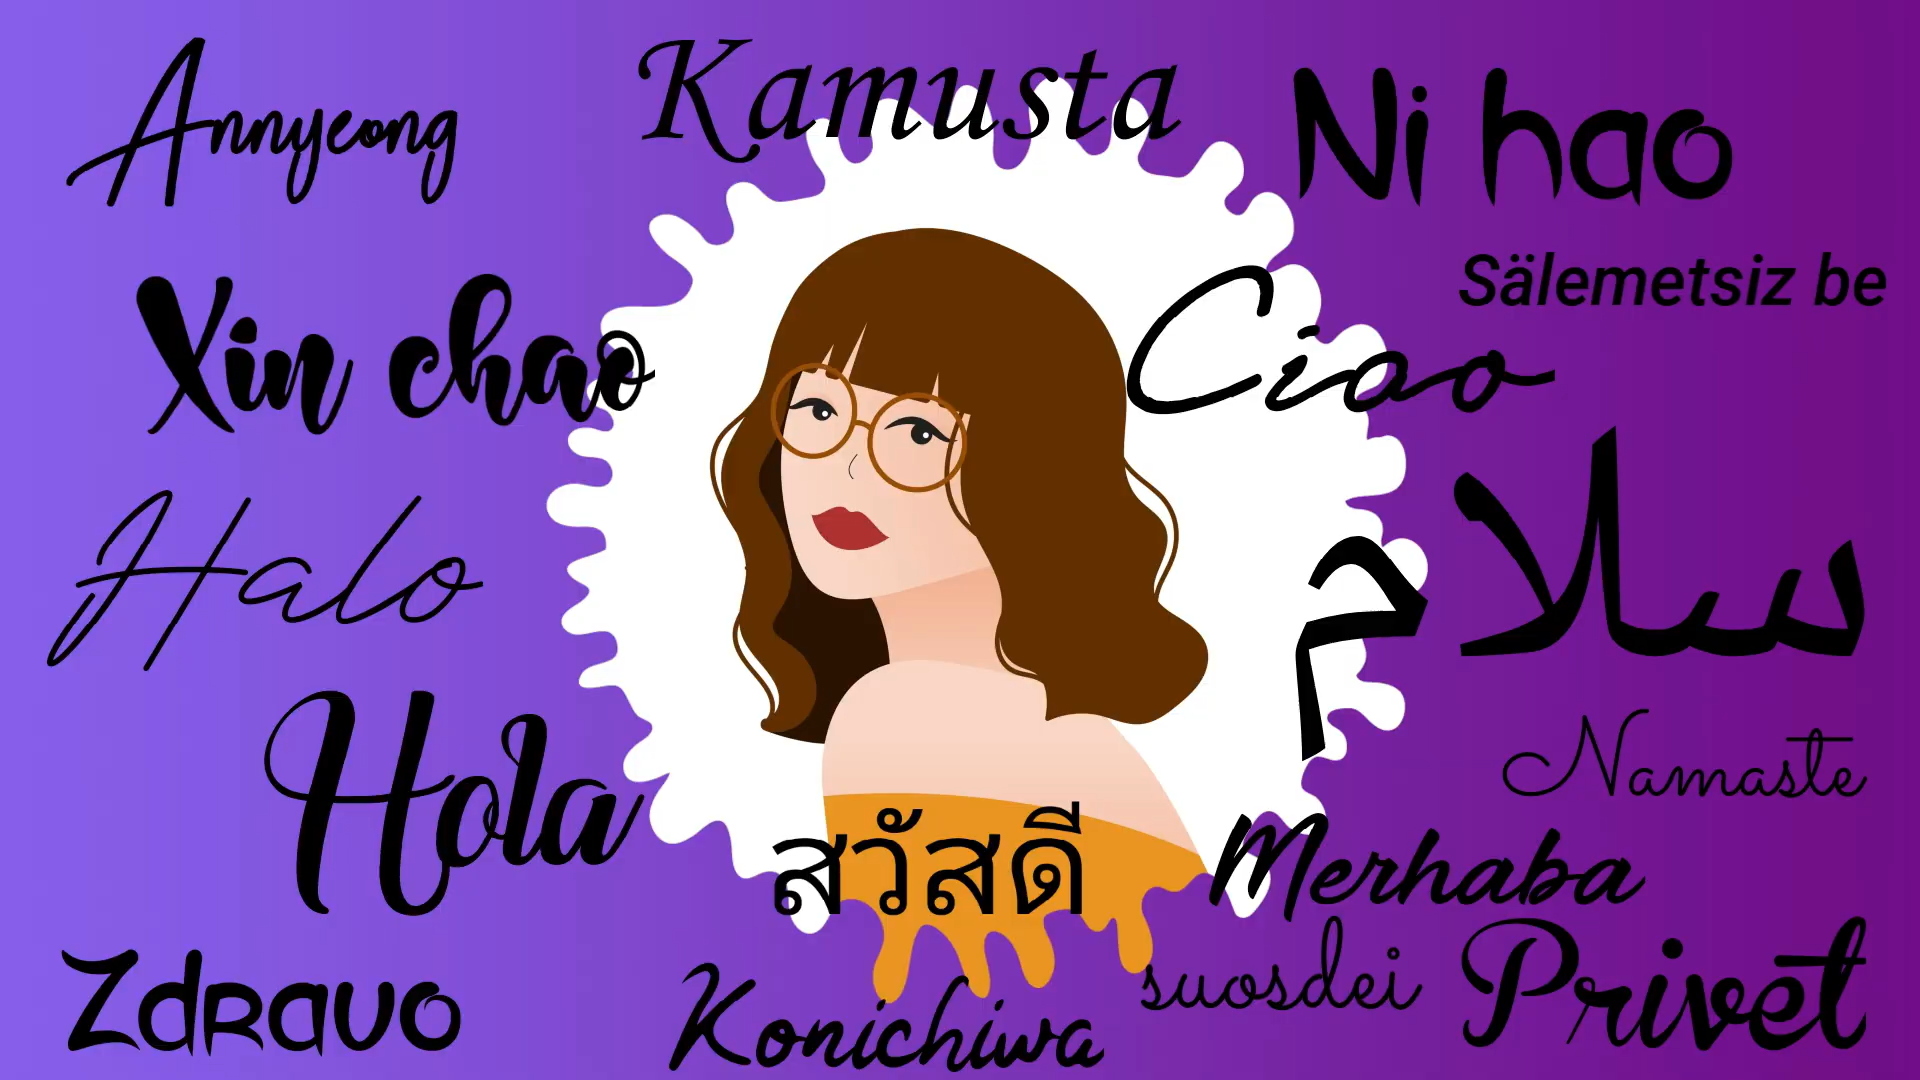 Annyeong
Kamusta
Ni hao
Sälemetsiz be
Xin chao
Ciao
سلام
Halo
Hola
Namaste
สวัสดี
Merhaba
Zdravo
Konichiwa
suosdei
Privet